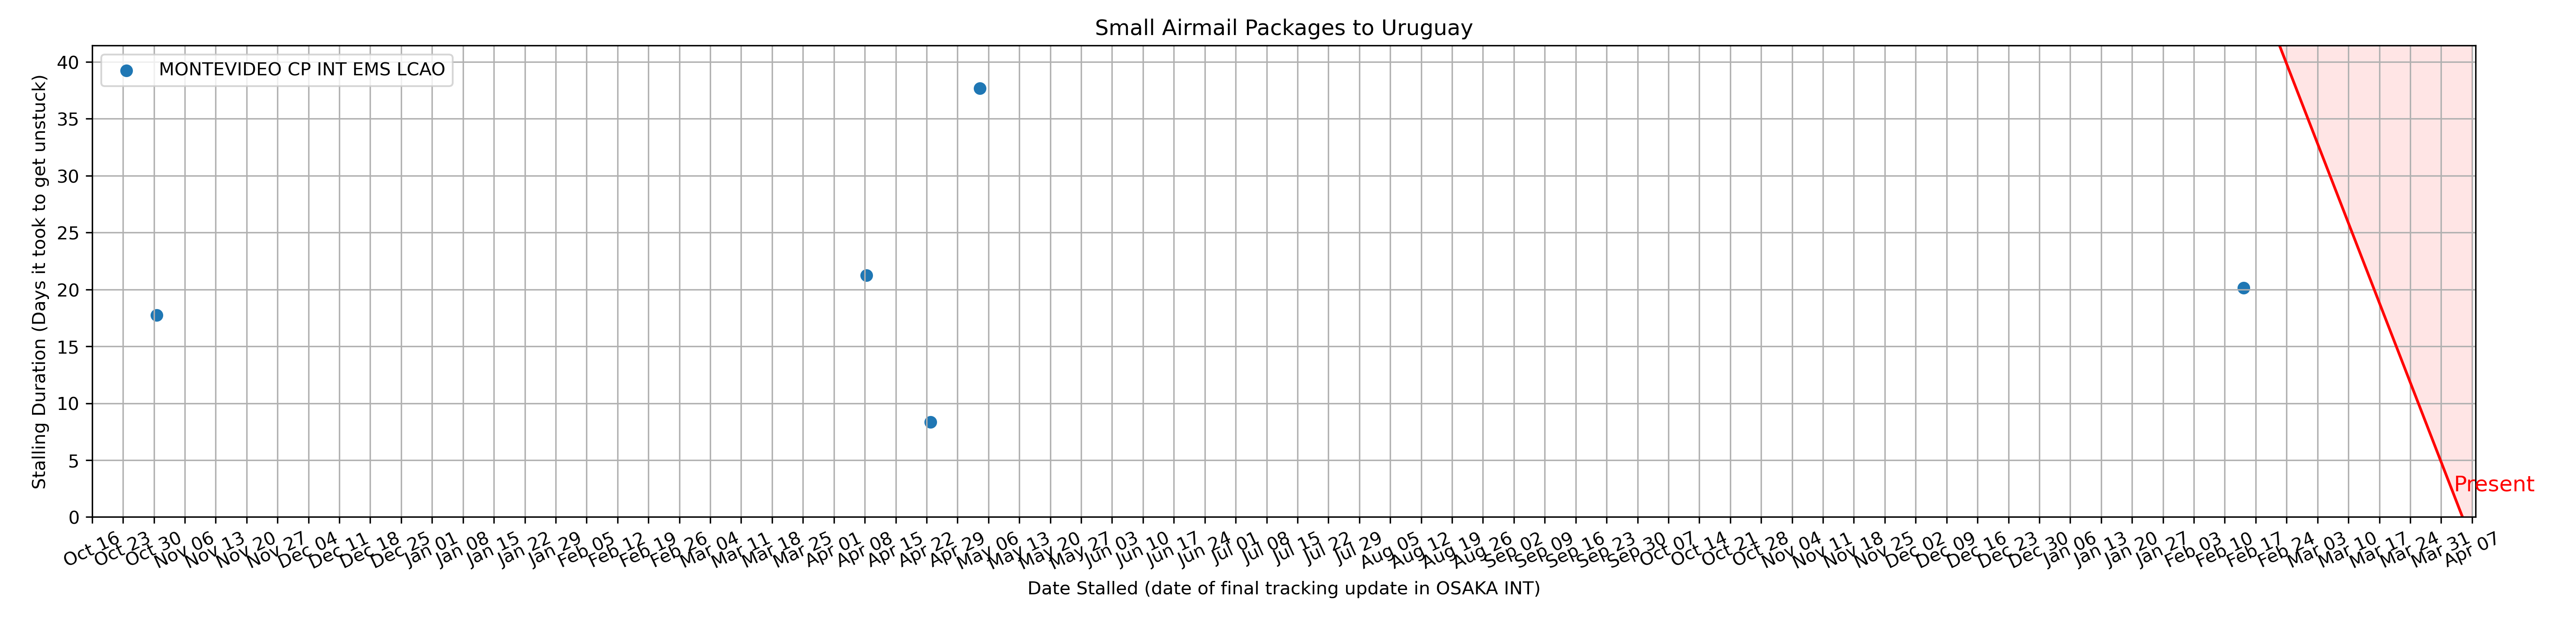 Small Airmail Packages to Uruguay
MONTEVIDEO CP INT EMS LCAO
Stalling Duration (Days it took to get unstuck)
40
35
30
25
20
15
10
5
0
Present
Oct 16 Oct 23 Oct 30 Nov 06 Nov 13 Nov 20 Nov 27 Dec 04 Dec 11 Dec 18 Dec 25 Jan 01 Jan 08 Jan 15 Jan 22 Jan 29 Feb 05 Feb 12 Feb 19 Feb 26 Mar 04 Mar 11 Mar 18 Mar 25 Apr 01 Apr 08 Apr 15 Apr 22 Apr 29 May 06 May 13 May 20 May 27 Jun 03 Jun 10 Jun 17 Jun 24 Jul 01 Jul 08 Jul 15 Jul 22 Jul 29 Aug 05 Aug 12 Aug 19 Aug 26 Sep 02 Sep 09 Sep 16 Sep 23 Sep 30 Oct 07 Oct 14 Oct 21 Oct 28 Nov 04 Nov 11 Nov 18 Nov 25 Dec 02 Dec 09 Dec 16 Dec 23 Dec 30 Jan 06 Jan 13 Jan 20 Jan 27 Feb 03 Feb 10 Feb 17 Feb 24 Mar 03 Mar 10 Mar 17 Mar 24 Mar 31 Apr 07
Date Stalled (date of final tracking update in OSAKA INT)